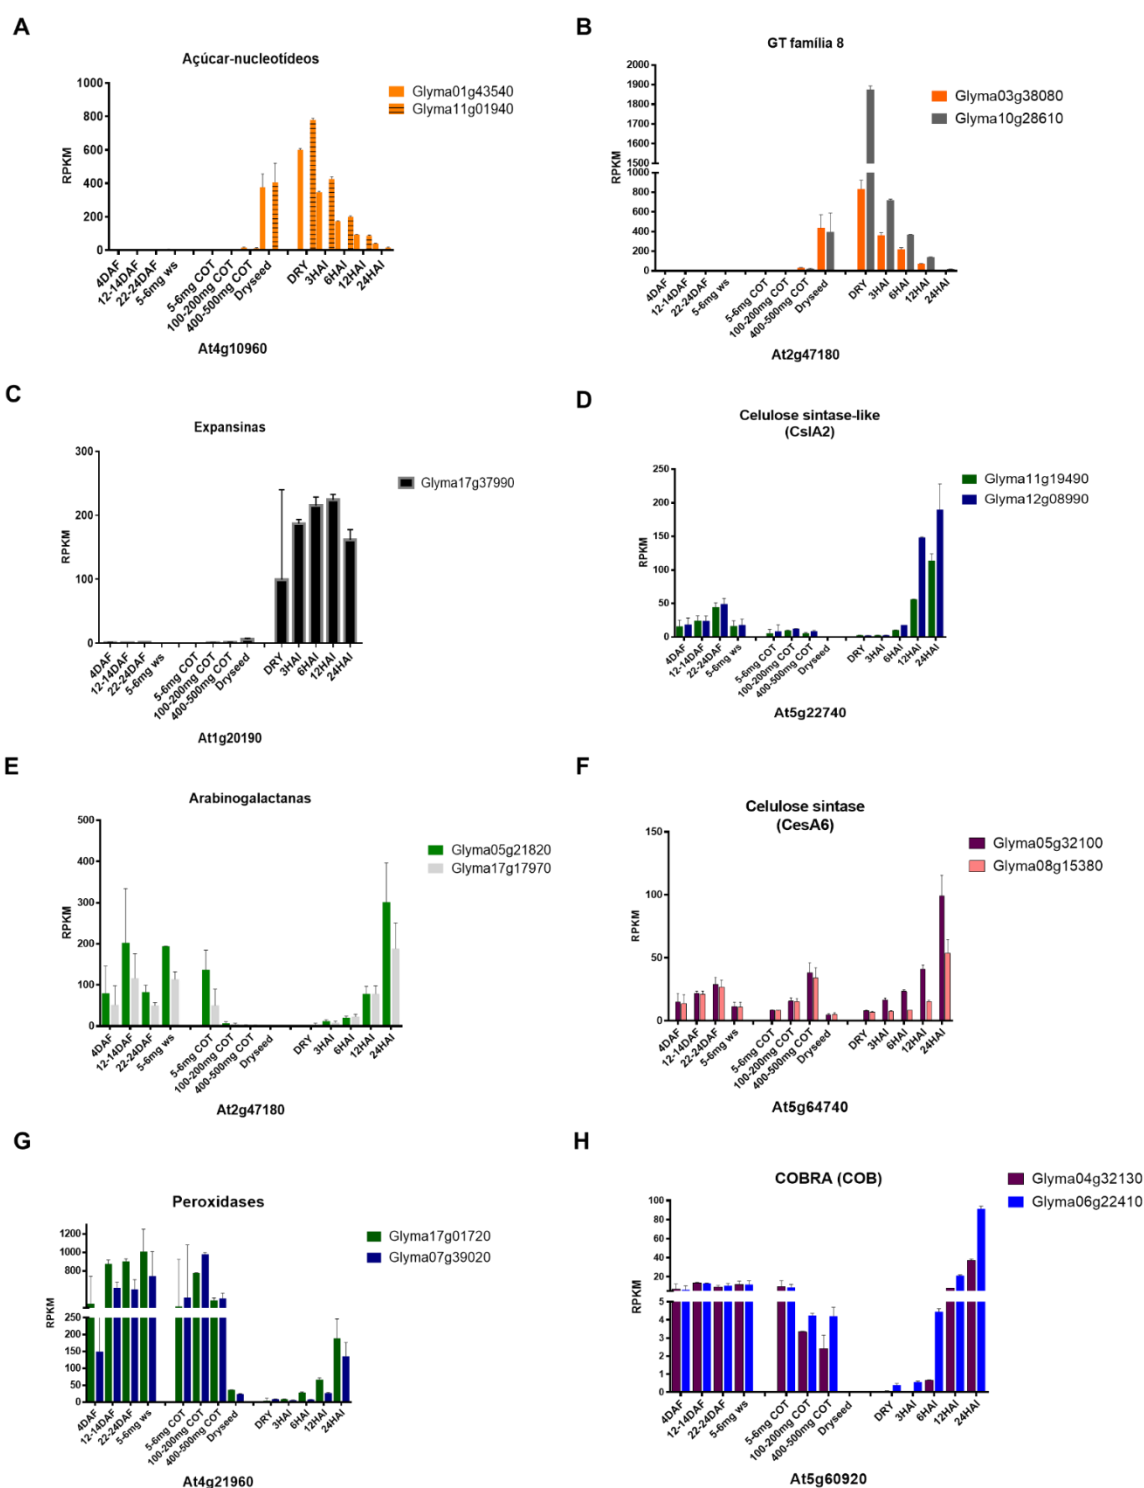 A
Açúcar-nucleotídeos
Glyma01g43540
Glyma11g01940
RPKM
1000
800
600
400
200
0
4DAF
12-14DAF
22-24DAF
5-6mg ws
5-6mg COT
100-200mg COT
400-500mg COT
Dryseed
DRY
3HAI
6HAI
12HAI
24HAI
At4g10960
B
GT família 8
Glyma03g38080
Glyma10g28610
RPKM
2000
1900
1800
1700
1600
1500
1000
800
600
400
200
0
4DAF
12-14DAF
22-24DAF
5-6mg ws
5-6mg COT
100-200mg COT
400-500mg COT
Dryseed
DRY
3HAI
6HAI
12HAI
24HAI
At2g47180
C
Expansinas
Glyma17g37990
RPKM
300
200
100
0
4DAF
12-14DAF
22-24DAF
5-6mg ws
5-6mg COT
100-200mg COT
400-500mg COT
Dryseed
DRY
3HAI
6HAI
12HAI
24HAI
At1g20190
D
Celulose sintase-like
(CslA2)
Glyma11g19490
Glyma12g08990
RPKM
250
200
150
100
50
0
4DAF
12-14DAF
22-24DAF
5-6mg ws
5-6mg COT
100-200mg COT
400-500mg COT
Dryseed
DRY
3HAI
6HAI
12HAI
24HAI
At5g22740
E
Arabinogalactanas
Glyma05g21820
Glyma17g17970
RPKM
500
400
300
200
100
0
4DAF
12-14DAF
22-24DAF
5-6mg ws
5-6mg COT
100-200mg COT
400-500mg COT
Dryseed
DRY
3HAI
6HAI
12HAI
24HAI
At2g47180
F
Celulose sintase
(CesA6)
Glyma05g32100
Glyma08g15380
RPKM
150
100
50
0
4DAF
12-14DAF
22-24DAF
5-6mg ws
5-6mg COT
100-200mg COT
400-500mg COT
Dryseed
DRY
3HAI
6HAI
12HAI
24HAI
At5g64740
G
Peroxidases
Glyma17g01720
Glyma07g39020
RPKM
1200
1000
800
600
250
200
150
100
50
0
4DAF
12-14DAF
22-24DAF
5-6mg ws
5-6mg COT
100-200mg COT
400-500mg COT
Dryseed
DRY
3HAI
6HAI
12HAI
24HAI
At4g21960
H
COBRA (COB)
Glyma04g32130
Glyma06g22410
RPKM
100
80
60
40
20
5
4
3
2
1
0
4DAF
12-14DAF
22-24DAF
5-6mg ws
5-6mg COT
100-200mg COT
400-500mg COT
Dryseed
DRY
3HAI
6HAI
12HAI
24HAI
At5g60920